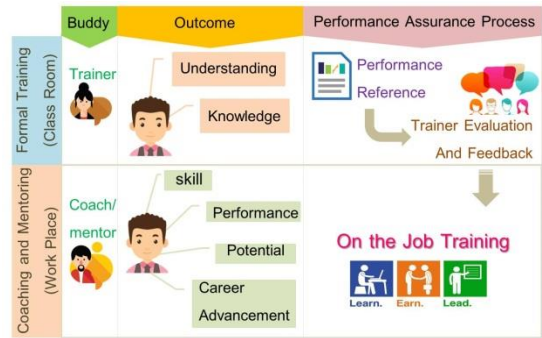 Buddy
Outcome
Performance Assurance Process
Formal Training
(Class Room)
Trainer
Understanding
Knowledge
Performance
Reference
Trainer Evaluation
And Feedback
Coaching and Mentoring
(Work Place)
Coach/
mentor
skill
Performance
Potential
Career
Advancement
On the Job Training
Learn.
Earn.
Lead.